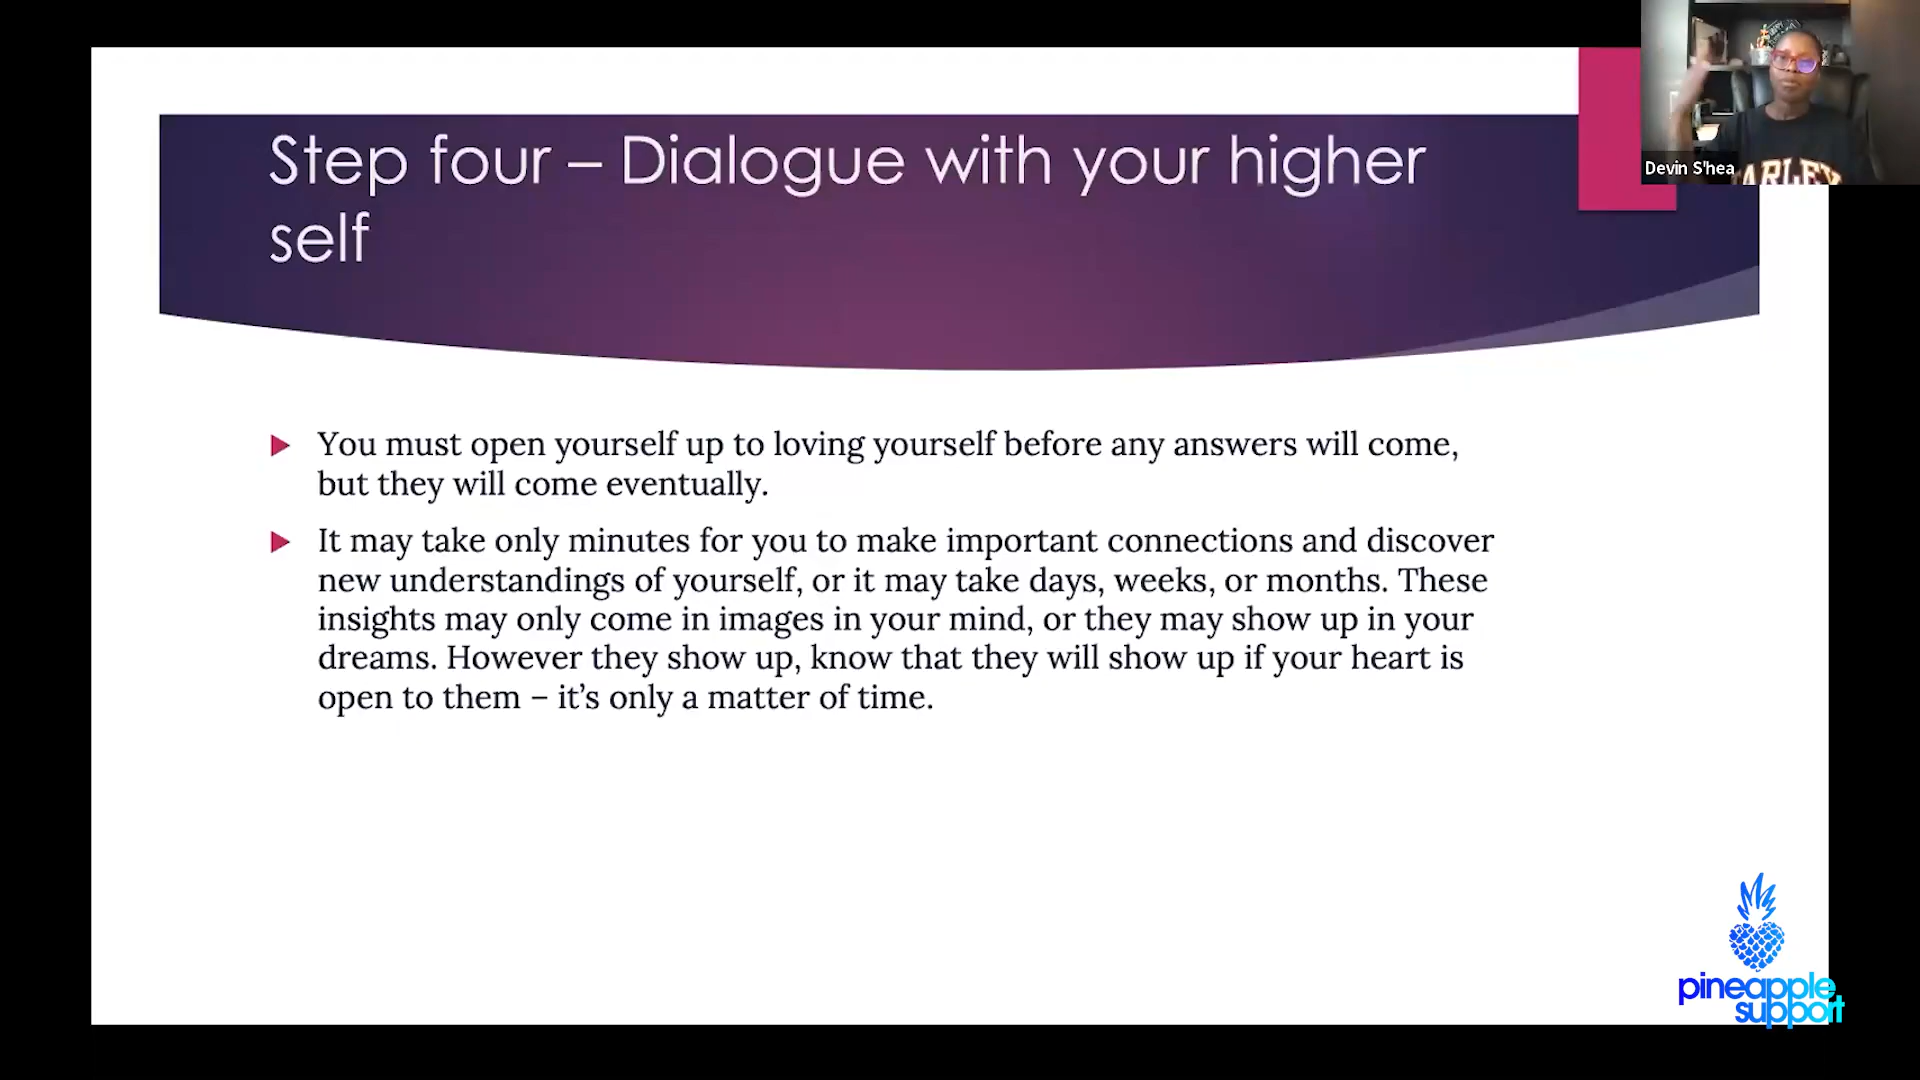 Step four – Dialogue with your higher
self
Devin S'hea
ARLEY
You must open yourself up to loving yourself before any answers will come,
but they will come eventually.
It may take only minutes for you to make important connections and discover
new understandings of yourself, or it may take days, weeks, or months. These
insights may only come in images in your mind, or they may show up in your
dreams. However they show up, know that they will show up if your heart is
open to them – it’s only a matter of time.
pineapple
support